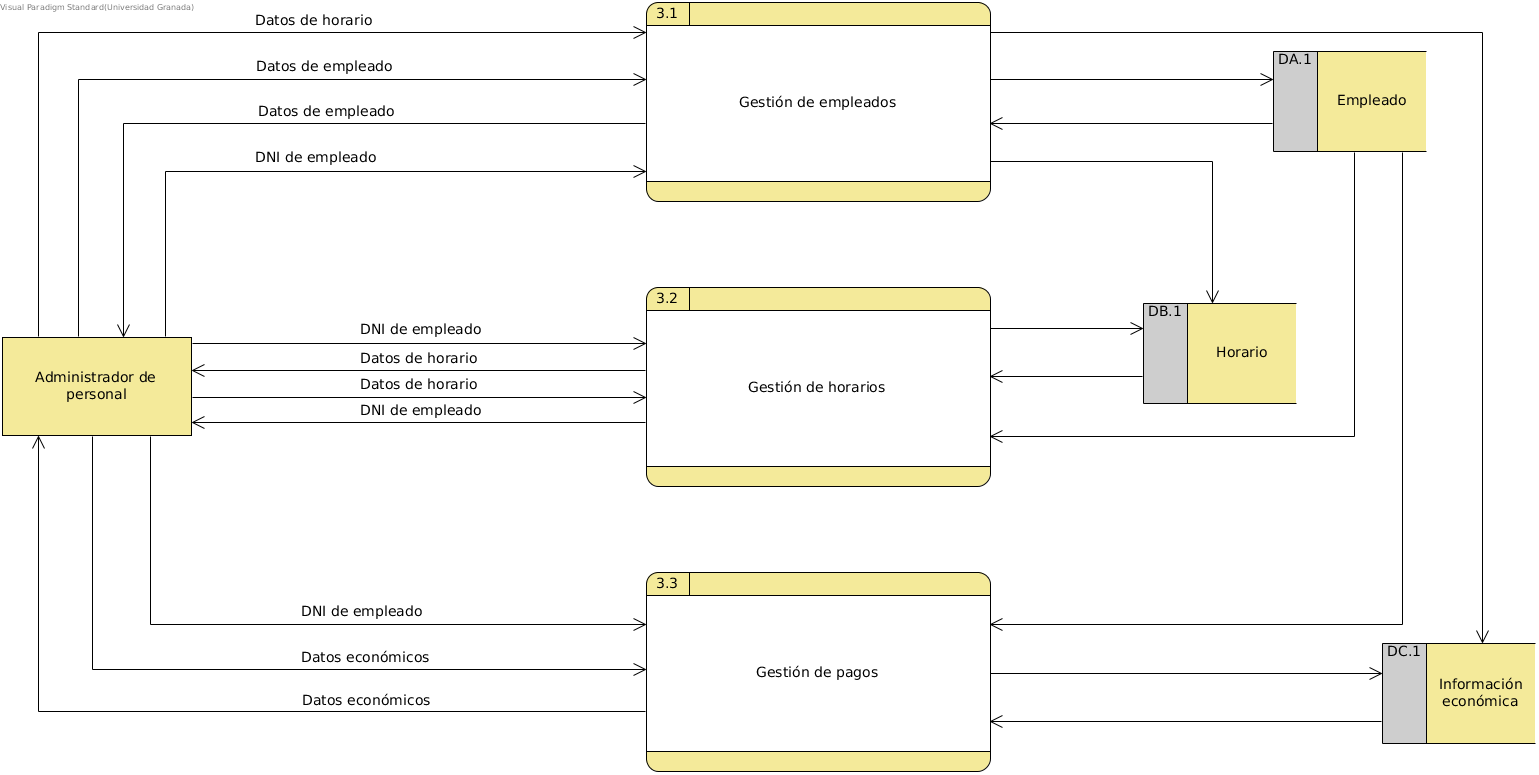 Visual Paradigm Standard(Universidad Granada)
Datos de horario
3.1
DA.1
Datos de empleado
Empleado
Gestión de empleados
Datos de empleado
DNI de empleado
3.2
DB.1
DNI de empleado
Horario
Datos de horario
Administrador de
personal
Datos de horario
Gestión de horarios
DNI de empleado
3.3
DNI de empleado
DC.1
Datos económicos
Gestión de pagos
Información
económica
Datos económicos